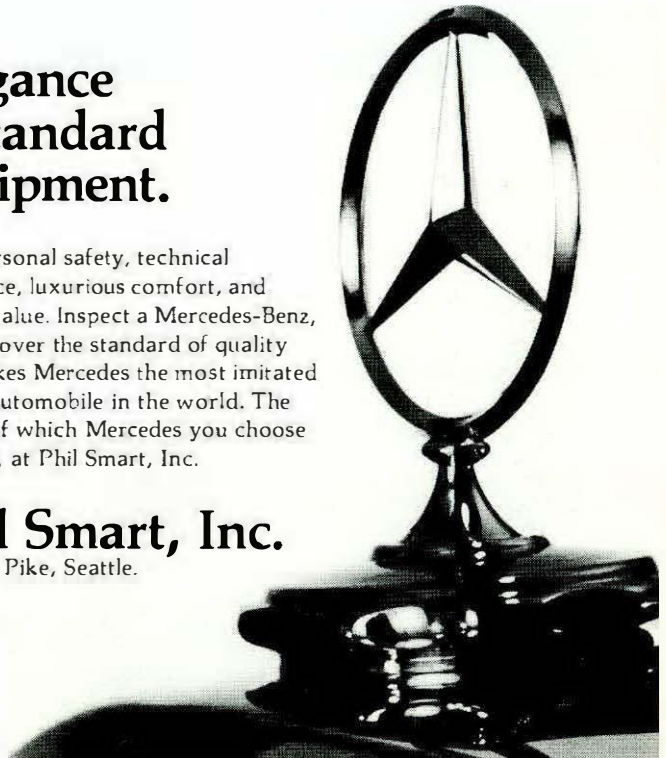 gance
tandard
ipment.
rsonal safety, technical
ce, luxurious comfort, and
alue. Inspect a Mercedes-Benz,
over the standard of quality
kes Mercedes the most imitated
utomobile in the world. The
f which Mercedes you choose
at Phil Smart, Inc.
l Smart, Inc.
Pike, Seattle.